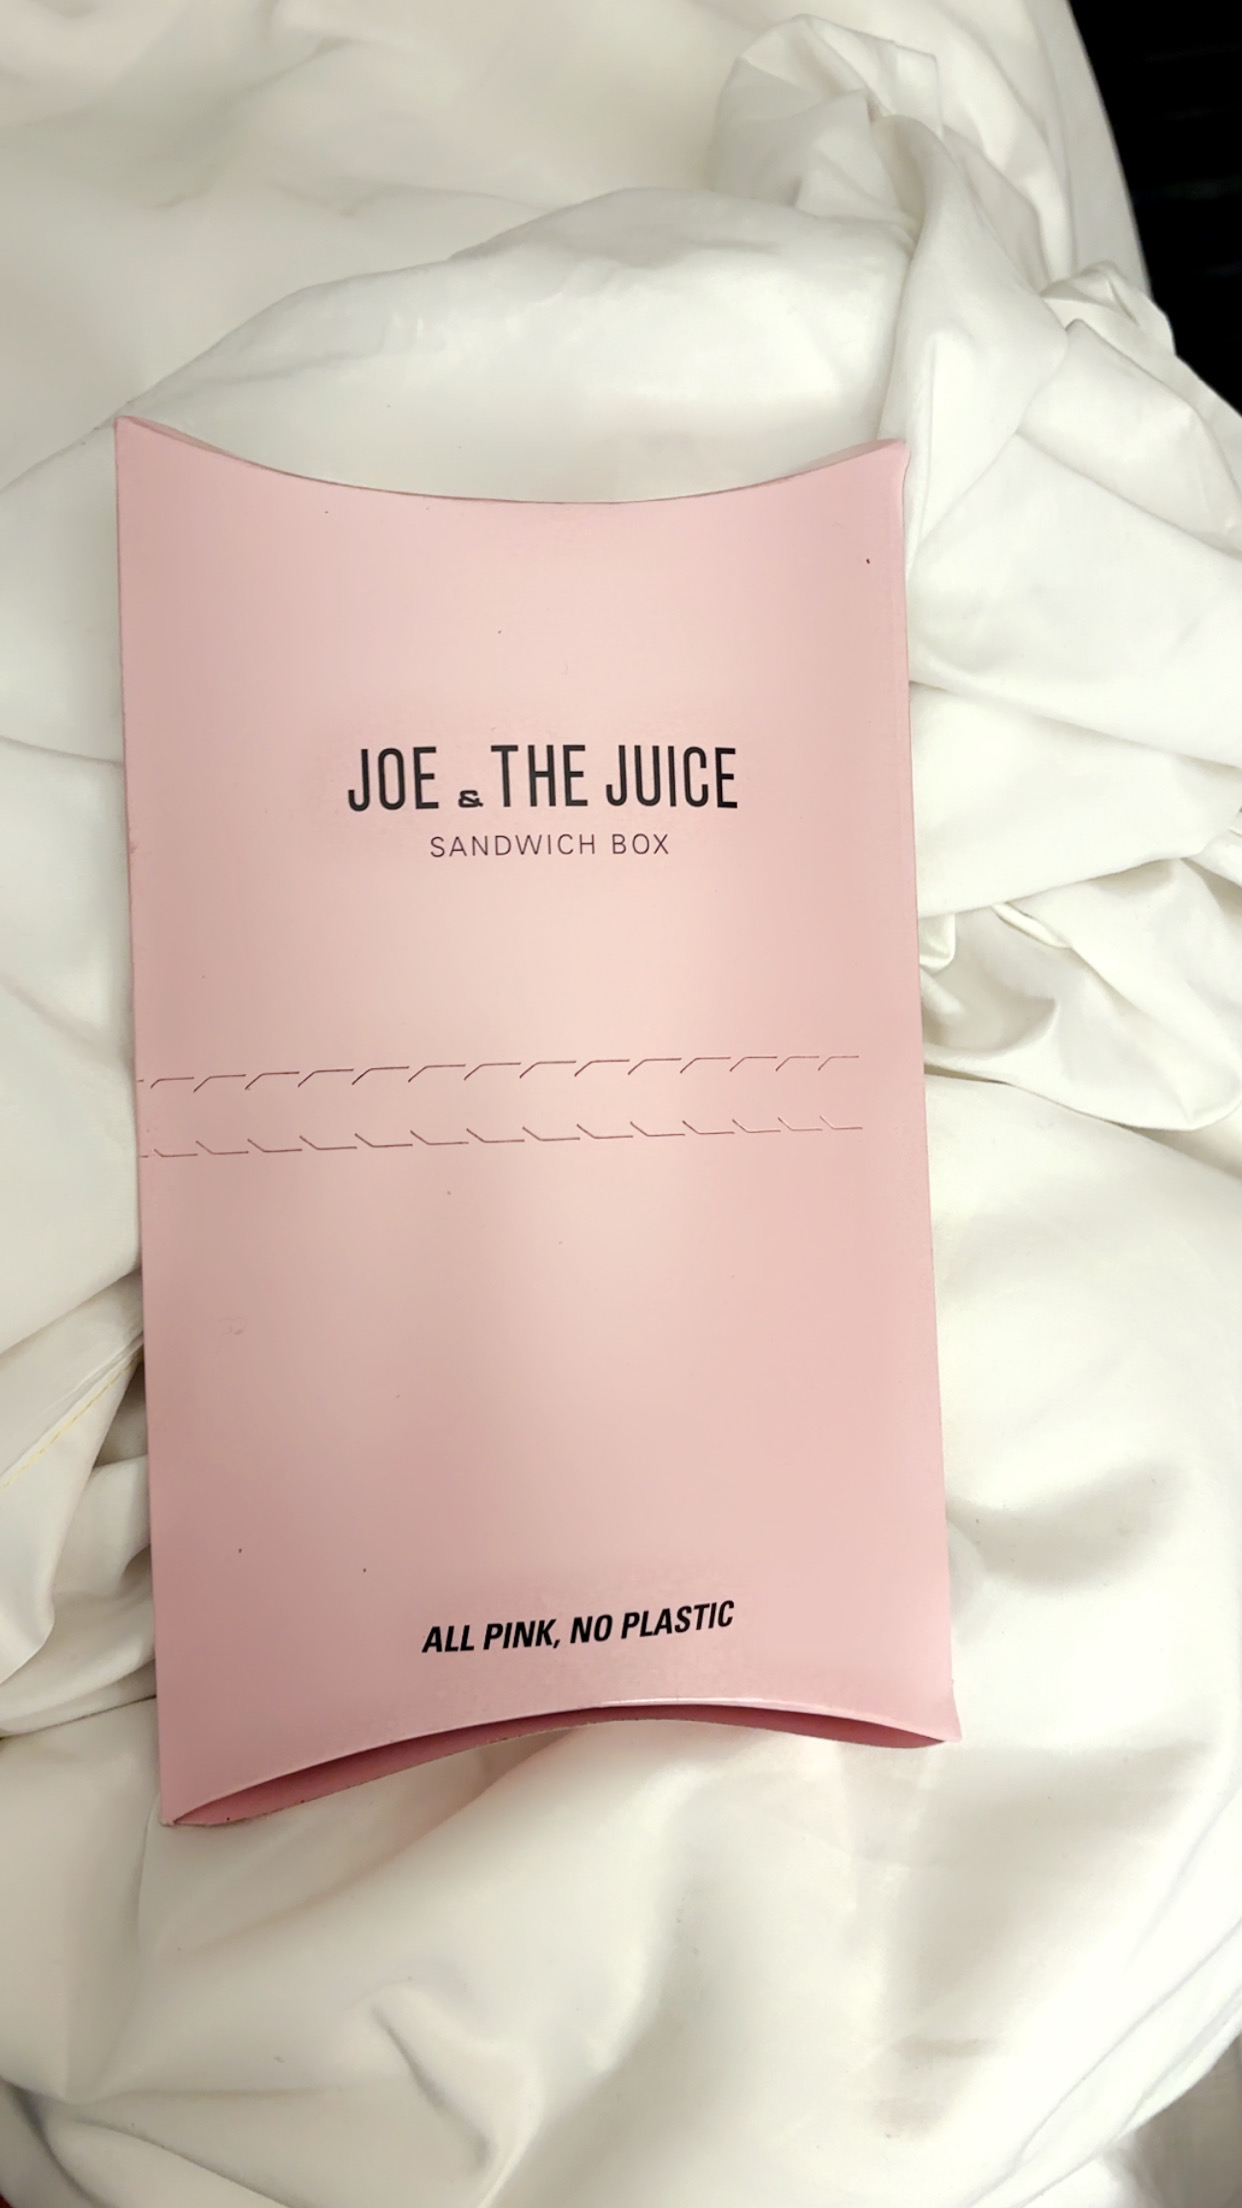 JOE & THE JUICE
SANDWICH BOX
ALL PINK, NO PLASTIC